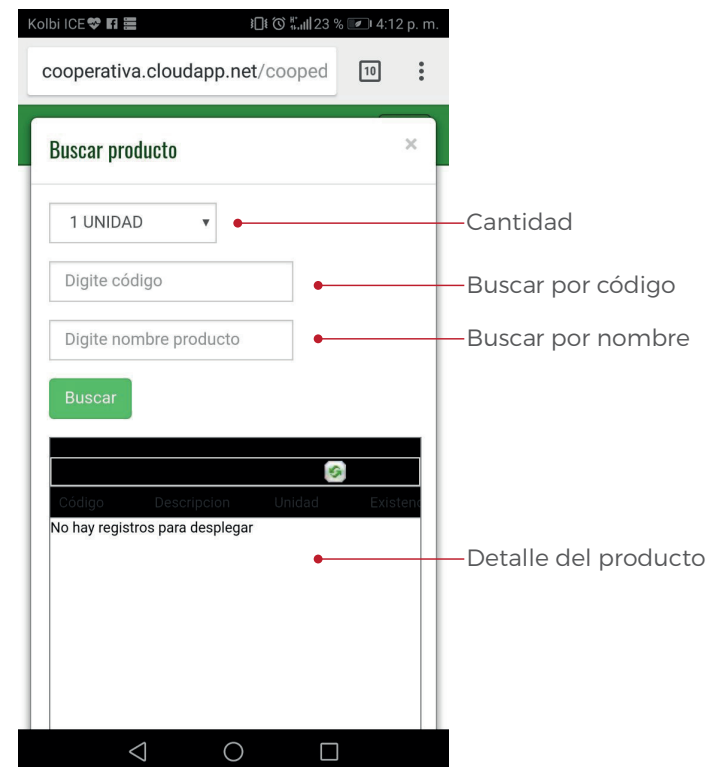 Kolbi ICE 23 % 4:12 p. m.
cooperativa.cloudapp.net/cooped 10
Buscar producto ×
1 UNIDAD Cantidad
Digite código Buscar por código
Digite nombre producto Buscar por nombre
Buscar
Código Descripcion Unidad Existenc
No hay registros para desplegar
Detalle del producto